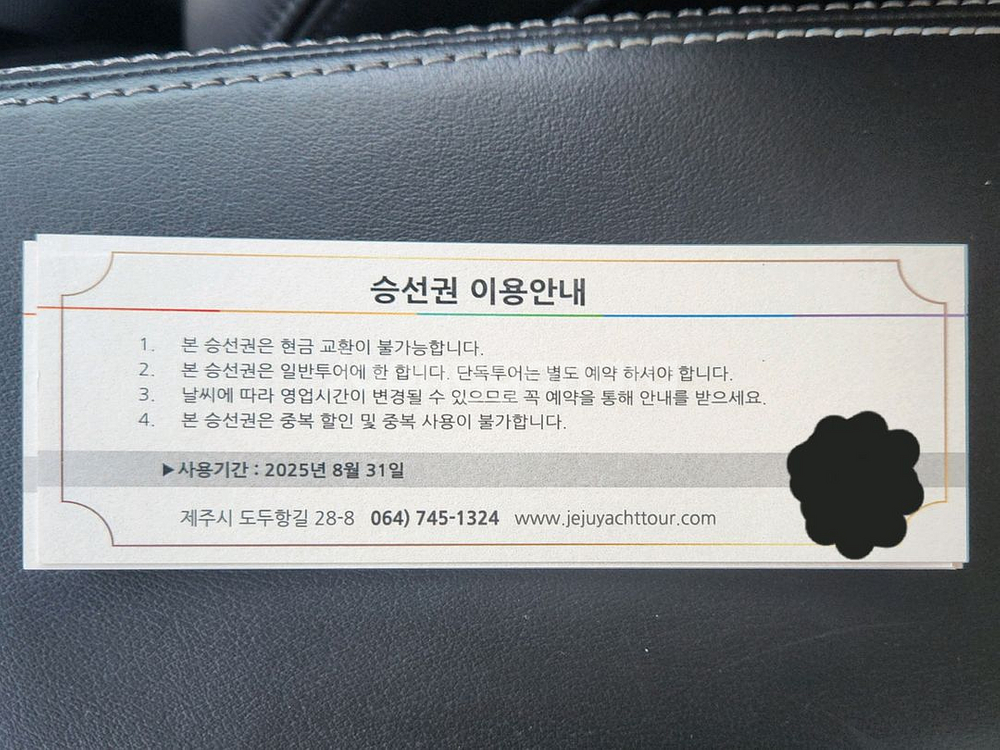 승선권 이용안내
1. 본 승선권은 현금 교환이 불가능합니다.
2. 본 승선권은 일반투어에 한 합니다. 단독투어는 별도 예약 하셔야 합니다.
3. 날씨에 따라 영업시간이 변경될 수 있으므로 꼭 예약을 통해 안내를 받으세요.
4. 본 승선권은 중복 할인 및 중복 사용이 불가합니다.
▶사용기간 : 2025년 8월 31일
제주시 도두항길 28-8 064) 745-1324 www.jejuyachttour.com